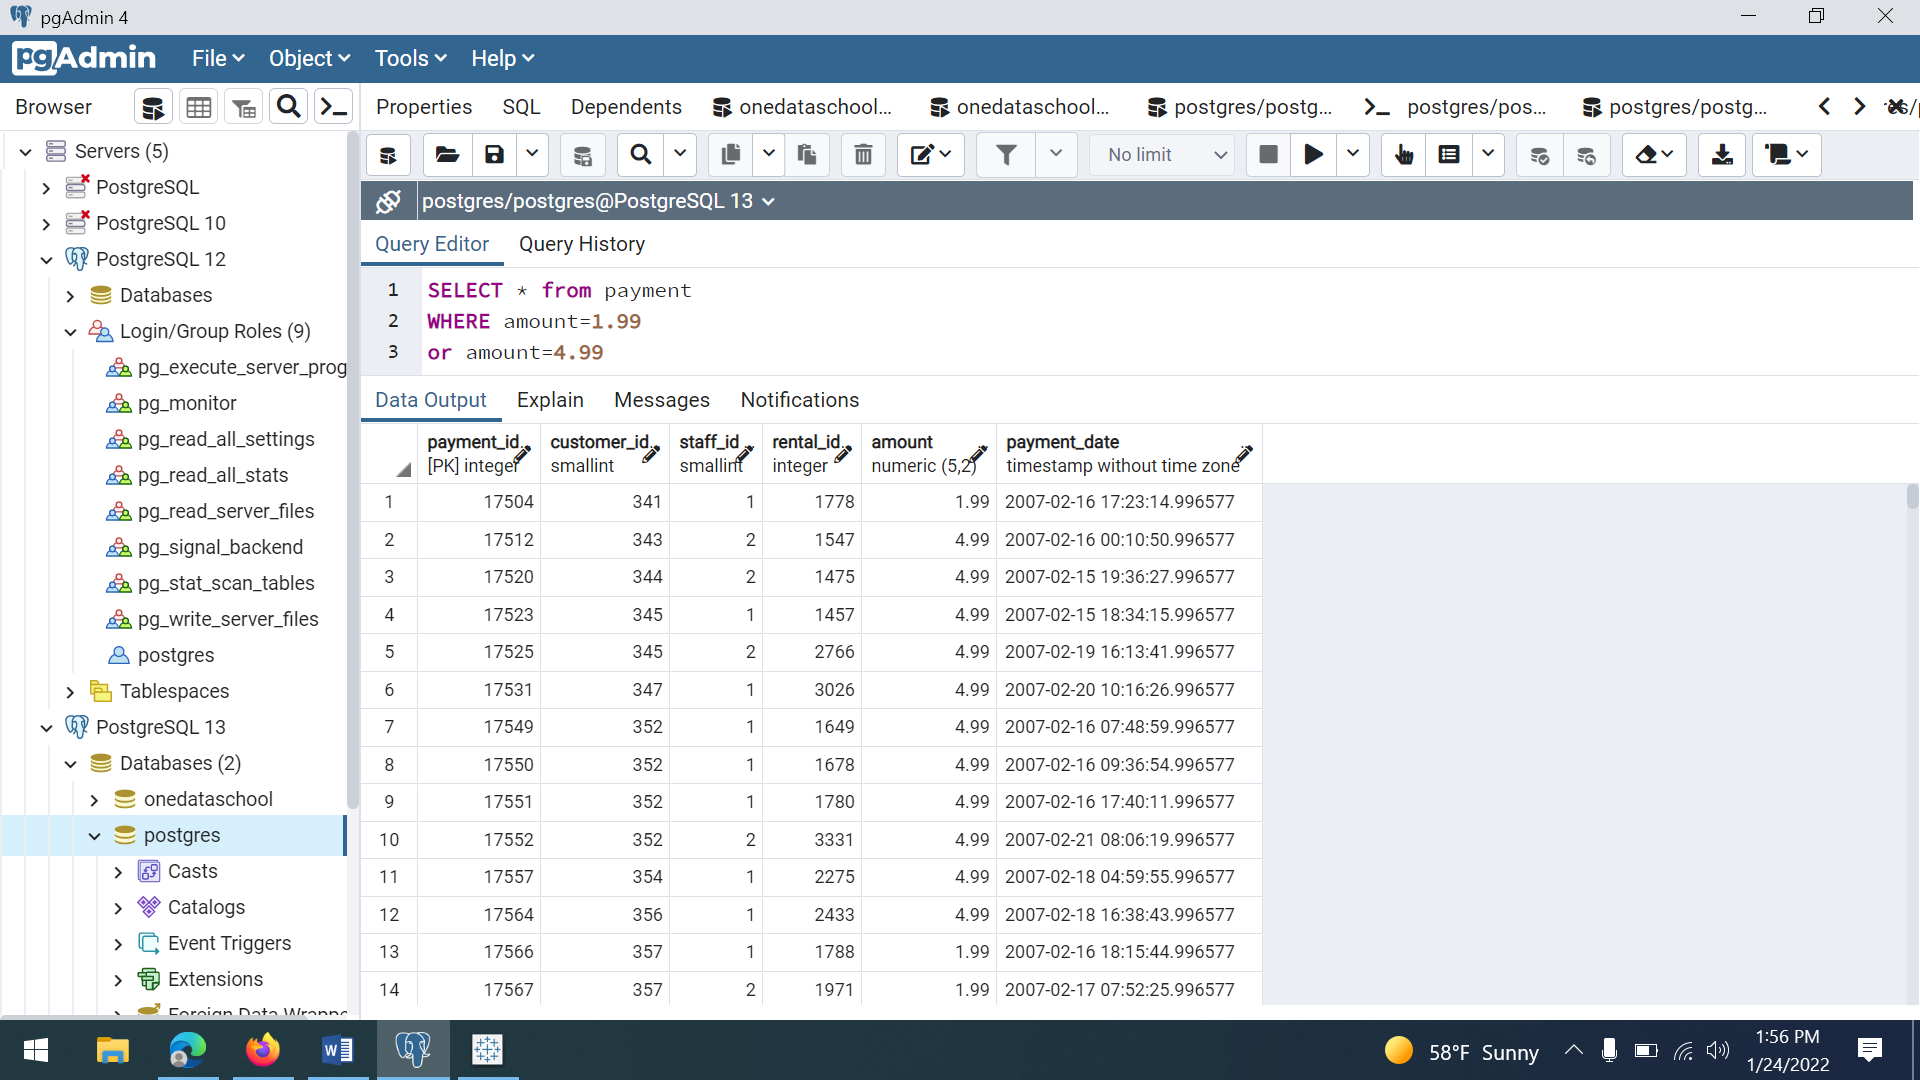 pgAdmin 4
pgAdmin File Object Tools Help
Browser Properties SQL Dependents onedataschool... onedataschool... postgres/postg... postgres/pos... postgres/postg...
No limit
postgres/postgres@PostgreSQL 13
Query Editor Query History
1 SELECT * from payment
2 WHERE amount=1.99
3 or amount=4.99
Servers (5)
PostgreSQL
PostgreSQL 10
PostgreSQL 12
Databases
Login/Group Roles (9)
pg_execute_server_prog
pg_monitor
pg_read_all_settings
pg_read_all_stats
pg_read_server_files
pg_signal_backend
pg_stat_scan_tables
pg_write_server_files
postgres
Tablespaces
PostgreSQL 13
Databases (2)
onedataschool
postgres
Casts
Catalogs
Event Triggers
Extensions
Foreign Data Wrappe
Data Output Explain Messages Notifications
payment_id customer_id staff_id rental_id amount payment_date
[PK] integer smallint smallint integer numeric (5,2) timestamp without time zone
1 17504 341 1 1778 1.99 2007-02-16 17:23:14.996577
2 17512 343 2 1547 4.99 2007-02-16 00:10:50.996577
3 17520 344 2 1475 4.99 2007-02-15 19:36:27.996577
4 17523 345 1 1457 4.99 2007-02-15 18:34:15.996577
5 17525 345 2 2766 4.99 2007-02-19 16:13:41.996577
6 17531 347 1 3026 4.99 2007-02-20 10:16:26.996577
7 17549 352 1 1649 4.99 2007-02-16 07:48:59.996577
8 17550 352 1 1678 4.99 2007-02-16 09:36:54.996577
9 17551 352 1 1780 4.99 2007-02-16 17:40:11.996577
10 17552 352 2 3331 4.99 2007-02-21 08:06:19.996577
11 17557 354 1 2275 4.99 2007-02-18 04:59:55.996577
12 17564 356 1 2433 4.99 2007-02-18 16:38:43.996577
13 17566 357 1 1788 1.99 2007-02-16 18:15:44.996577
14 17567 357 2 1971 1.99 2007-02-17 07:52:25.996577
58°F Sunny
1:56 PM
1/24/2022